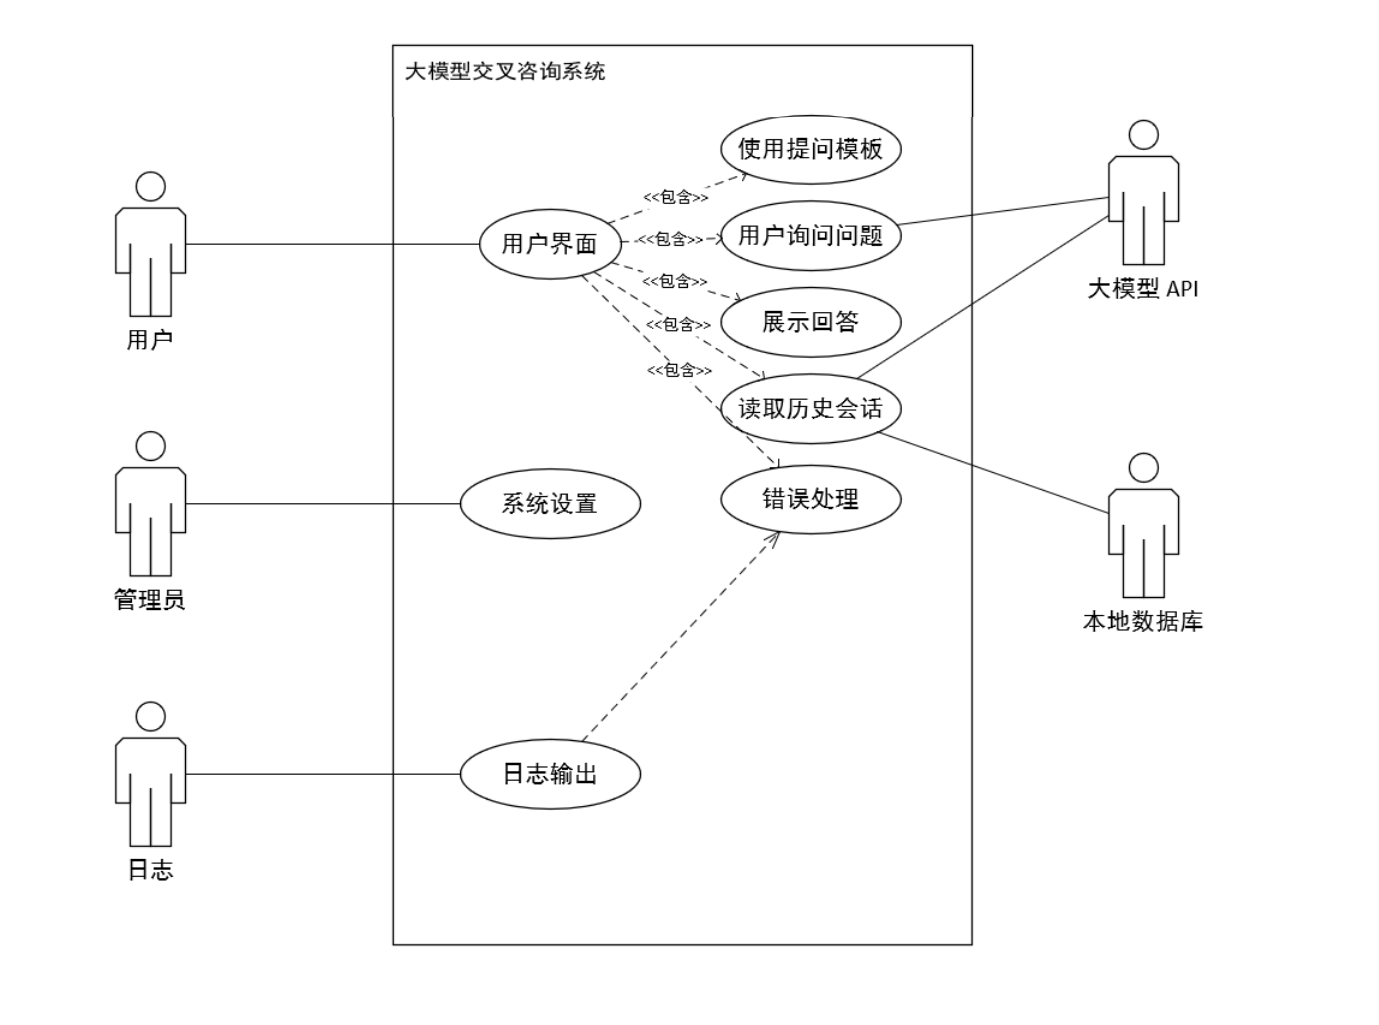 大模型交叉咨询系统
使用提问模板
<<包含>>
用户界面
<<包含>>
用户询问问题
<<包含>>
展示回答
<<包含>>
<<包含>>
读取历史会话
错误处理
系统设置
日志输出
用户
管理员
日志
大模型 API
本地数据库